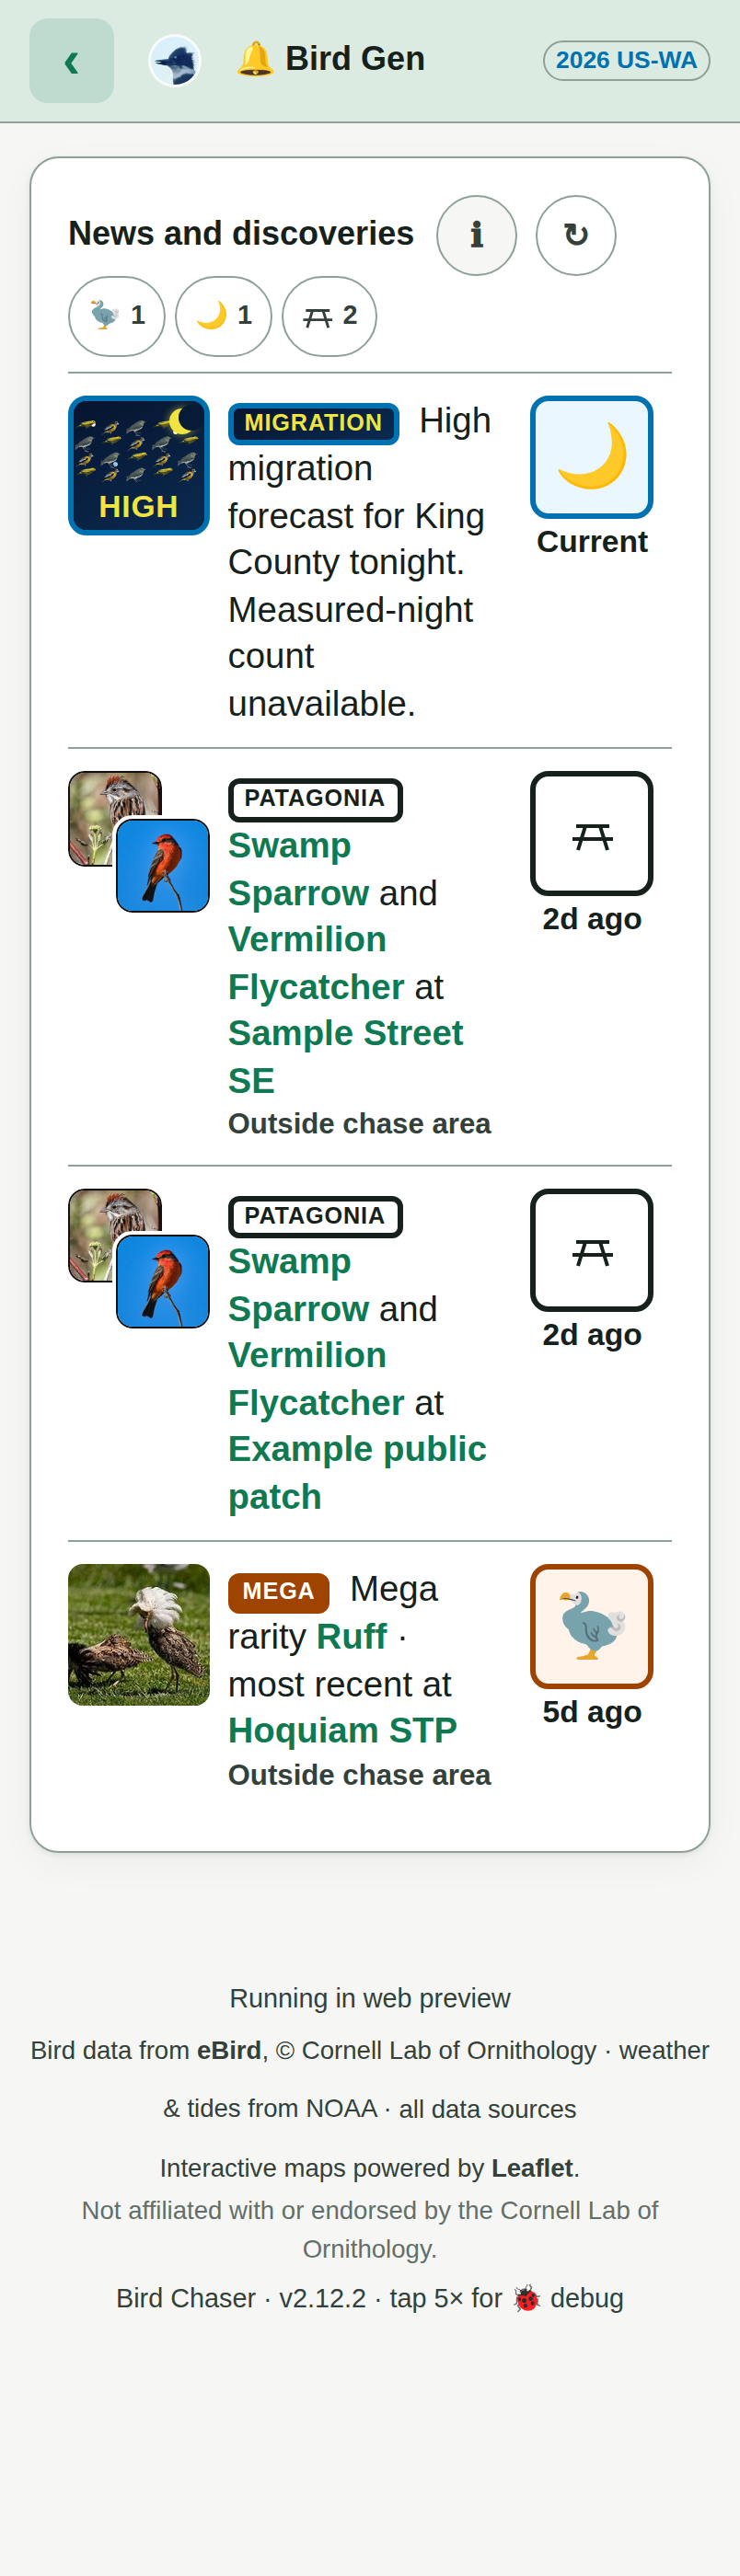 ‹ 🔔 Bird Gen 2026 US-WA
News and discoveries ℹ ↻
🦤 1 🌙 1 2
HIGH
MIGRATION High
migration
forecast for King
County tonight.
Measured-night
count
unavailable.
Current
PATAGONIA
Swamp
Sparrow and
Vermilion
Flycatcher at
Sample Street
SE
Outside chase area
2d ago
PATAGONIA
Swamp
Sparrow and
Vermilion
Flycatcher at
Example public
patch
2d ago
MEGA Mega
rarity Ruff ·
most recent at
Hoquiam STP
Outside chase area
5d ago
Running in web preview
Bird data from eBird, © Cornell Lab of Ornithology · weather
& tides from NOAA · all data sources
Interactive maps powered by Leaflet.
Not affiliated with or endorsed by the Cornell Lab of
Ornithology.
Bird Chaser · v2.12.2 · tap 5× for 🐞 debug